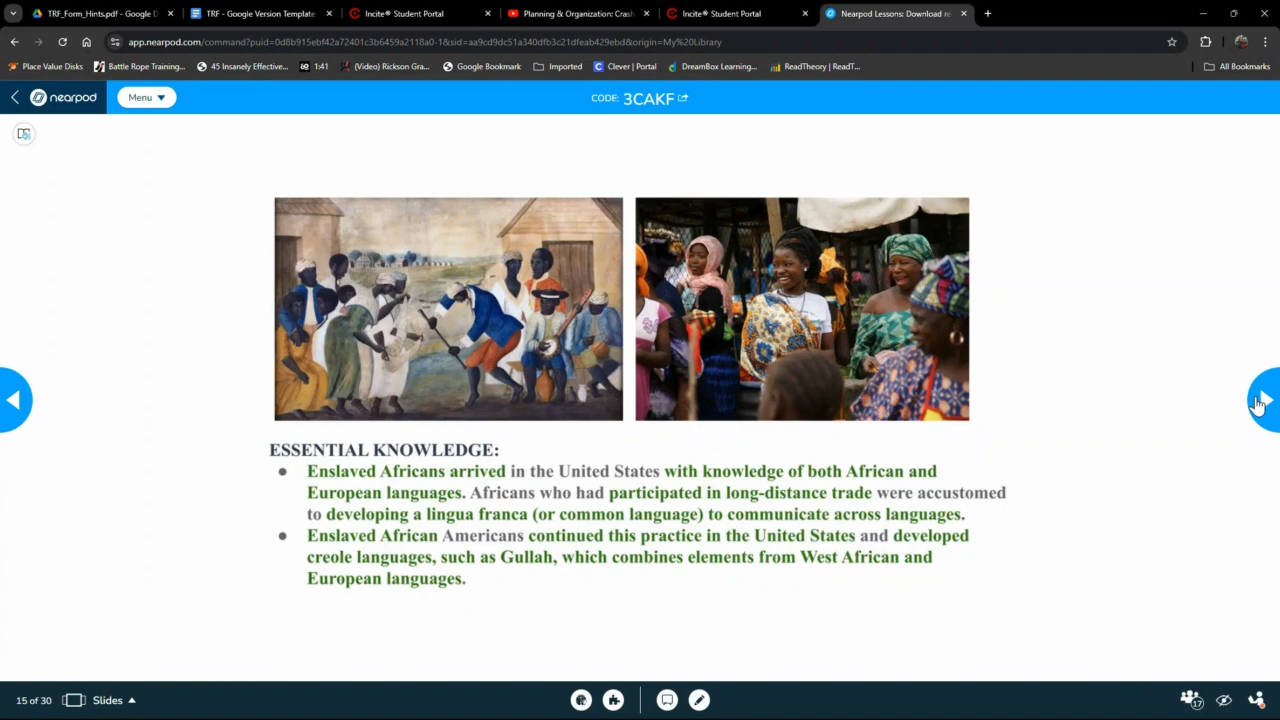 TRF_Form_Hints.pdf - Google D
TRF - Google Version Template
Incite® Student Portal
Planning & Organization: Cras
Incite® Student Portal
Nearpod Lessons: Download re
app.nearpod.com/command?puid=0d8b915ebf42a72401c3b6459a2118a0-1&sid=aa9cd9dc51a340dfb3c21dfeab429ebd&origin=My%20Library
Place Value Disks
Battle Rope Training...
45 Insanely Effective...
1:41
(Video) Rickson Gra...
Google Bookmark
Imported
Clever | Portal
DreamBox Learning...
ReadTheory | ReadT...
All Bookmarks
nearpod
Menu
CODE: 3CAKF
ESSENTIAL KNOWLEDGE:
● Enslaved Africans arrived in the United States with knowledge of both African and
European languages. Africans who had participated in long-distance trade were accustomed
to developing a lingua franca (or common language) to communicate across languages.
● Enslaved African Americans continued this practice in the United States and developed
creole languages, such as Gullah, which combines elements from West African and
European languages.
15 of 30
Slides
17